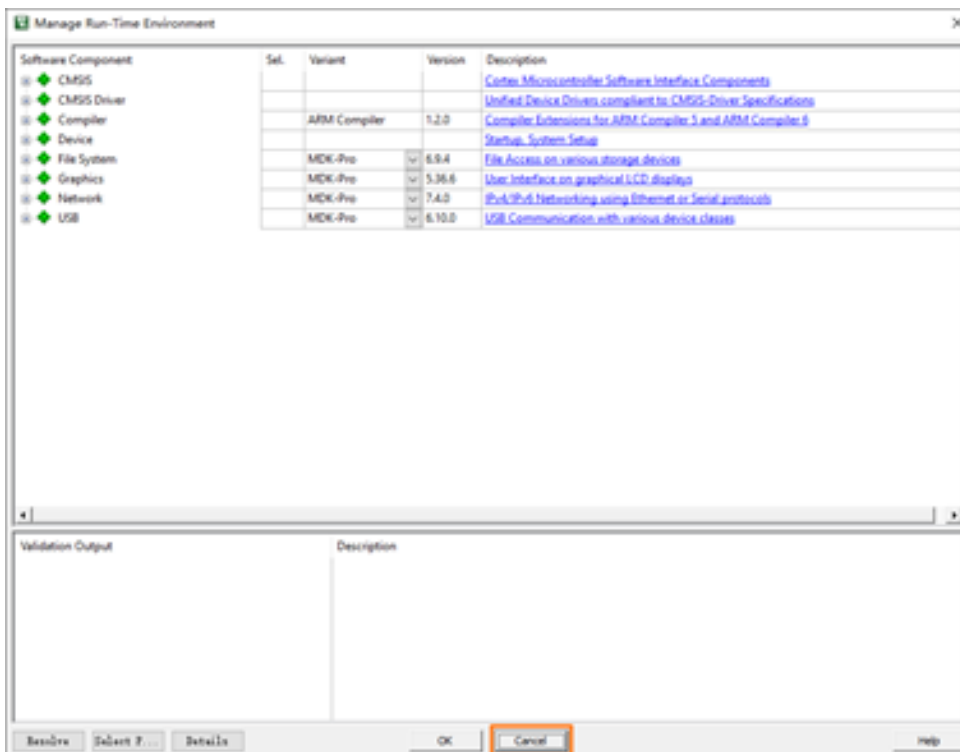 Manage Run-Time Environment
Software Component Sel. Variant Version Description
CMSIS Cortex Microcontroller Software Interface Components
CMSIS Driver Unified Device Drivers compliant to CMSIS-Driver Specifications
Compiler ARM Compiler 1.2.0 Compiler Extensions for ARM Compiler 5 and ARM Compiler 6
Device Startup, System Setup
File System MDK-Pro 6.9.4 File Access on various storage devices
Graphics MDK-Pro 5.36.6 User Interface on graphical LCD displays
Network MDK-Pro 7.4.0 IPv4/IPv6 Networking using Ethernet or Serial protocols
USB MDK-Pro 6.10.0 USB Communication with various device classes
Validation Output Description
Resolve Select P... Details OK Cancel Help